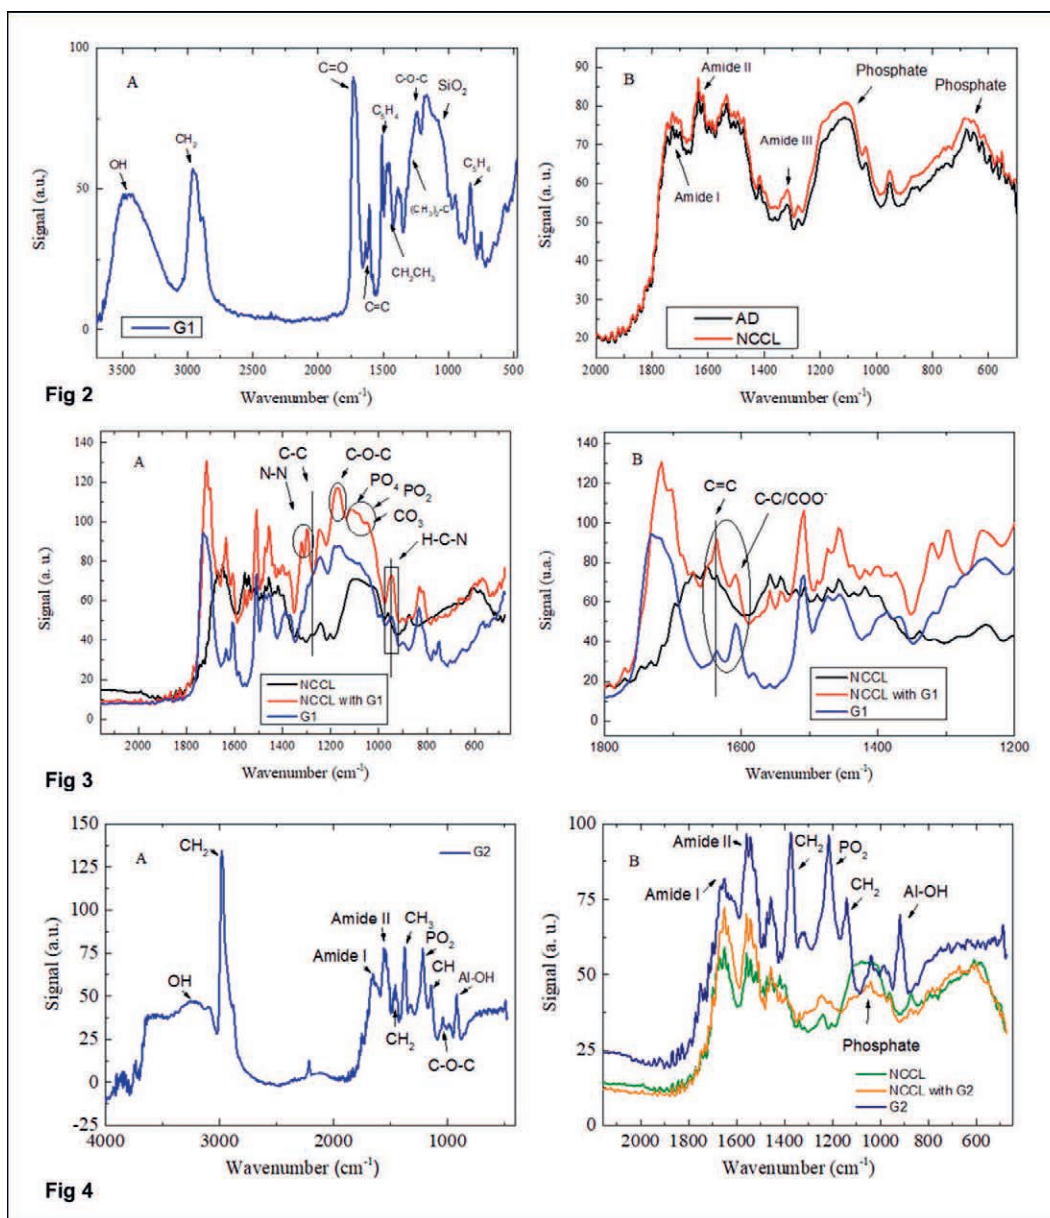 100
A
C=O
C-O-C
SiO2
C5H4
CH2
OH
C5H4
50
(CH3)2-C
CH2CH3
C=C
0
G1
Signal (a.u.)
3500 3000 2500 2000 1500 1000 500
Wavenumber (cm-1)
Fig 2
90
B
Amide II
Phosphate
Phosphate
80
70
Amide III
Amide I
60
50
40
30
AD
NCCL
20
Signal (a. u.)
2000 1800 1600 1400 1200 1000 800 600
Wavenumber (cm-1)
140
A
C-C
C-O-C
N-N
120
PO4
PO2
CO3
100
H-C-N
80
60
40
20
0
NCCL
NCCL with G1
G1
Signal (a. u.)
2000 1800 1600 1400 1200 1000 800 600
Wavenumber (cm-1)
Fig 3
140
B
120
C=C
C-C/COO-
100
80
60
40
20
0
NCCL
NCCL with G1
G1
Signal (u.a.)
1800 1600 1400 1200
Wavenumber (cm-1)
150
A
G2
CH2
125
100
Amide II
CH3
75
Amide I
PO2
CH
Al-OH
OH
50
25
CH2
C-O-C
0
-25
Signal (a. u.)
4000 3000 2000 1000
Wavenumber (cm-1)
Fig 4
100
B
Amide II
CH2
PO2
Amide I
CH2
Al-OH
75
50
25
Phosphate
NCCL
NCCL with G2
G2
0
Signal (a. u.)
2000 1800 1600 1400 1200 1000 800 600
Wavenumber (cm-1)